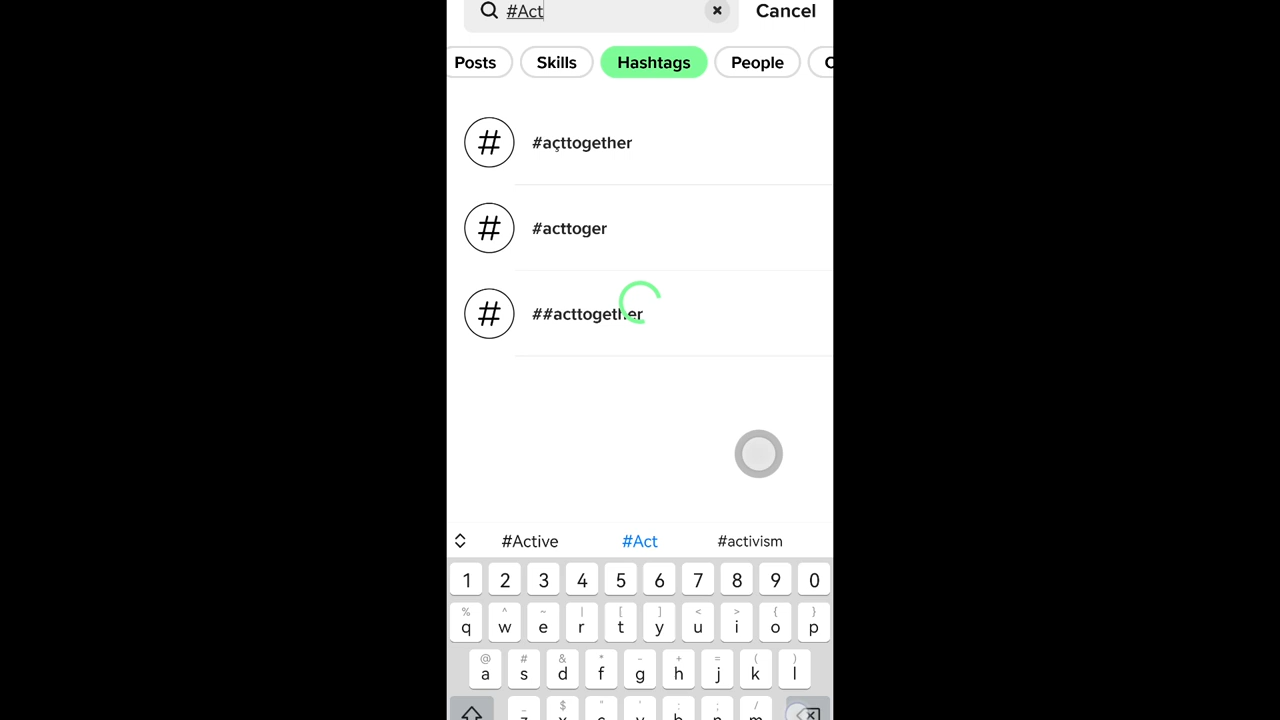 #Act Cancel
Posts Skills Hashtags People
# #açttogether
# #acttoger
# ##acttogether
#Active #Act #activism
1 2 3 4 5 6 7 8 9 0
% ^ ~ | [ ] < > { }
q w e r t y u i o p
@ # & * - + = ( )
a s d f g h j k l